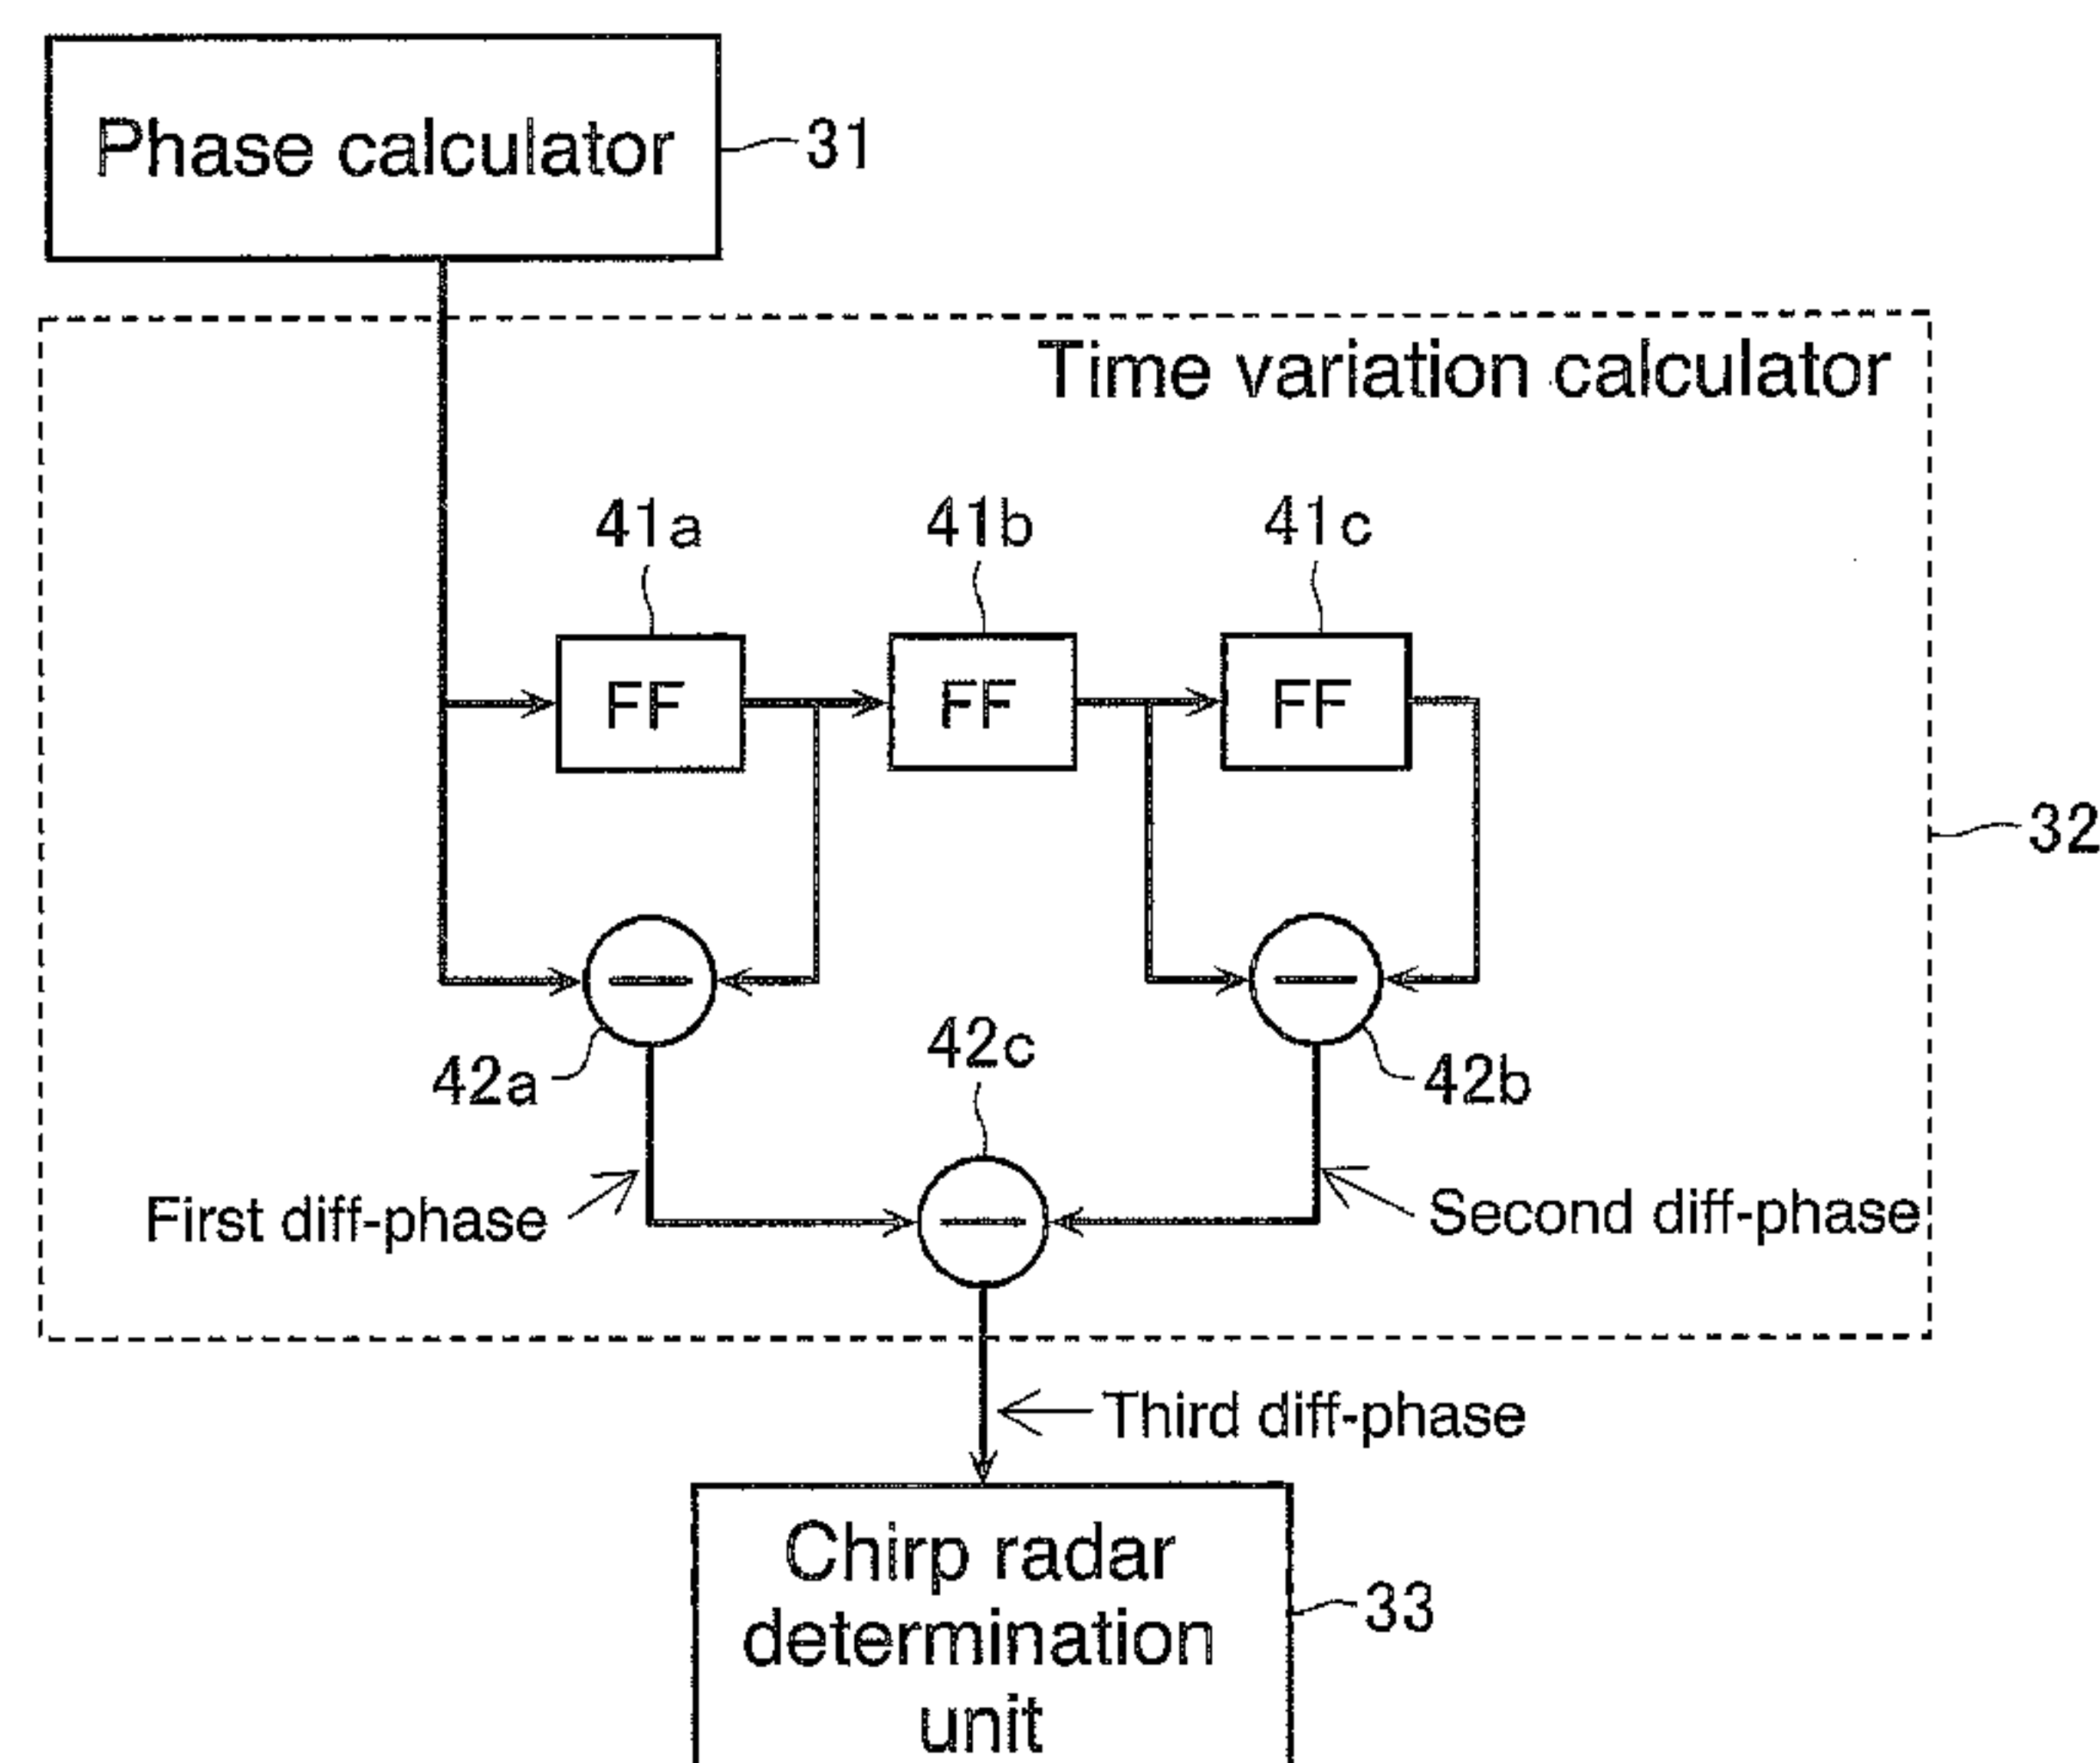 Phase calculator
31
Time variation calculator
41a
41b
41c
FF
FF
FF
32
42a
42c
42b
First diff-phase
Second diff-phase
Third diff-phase
Chirp radar
determination
unit
33